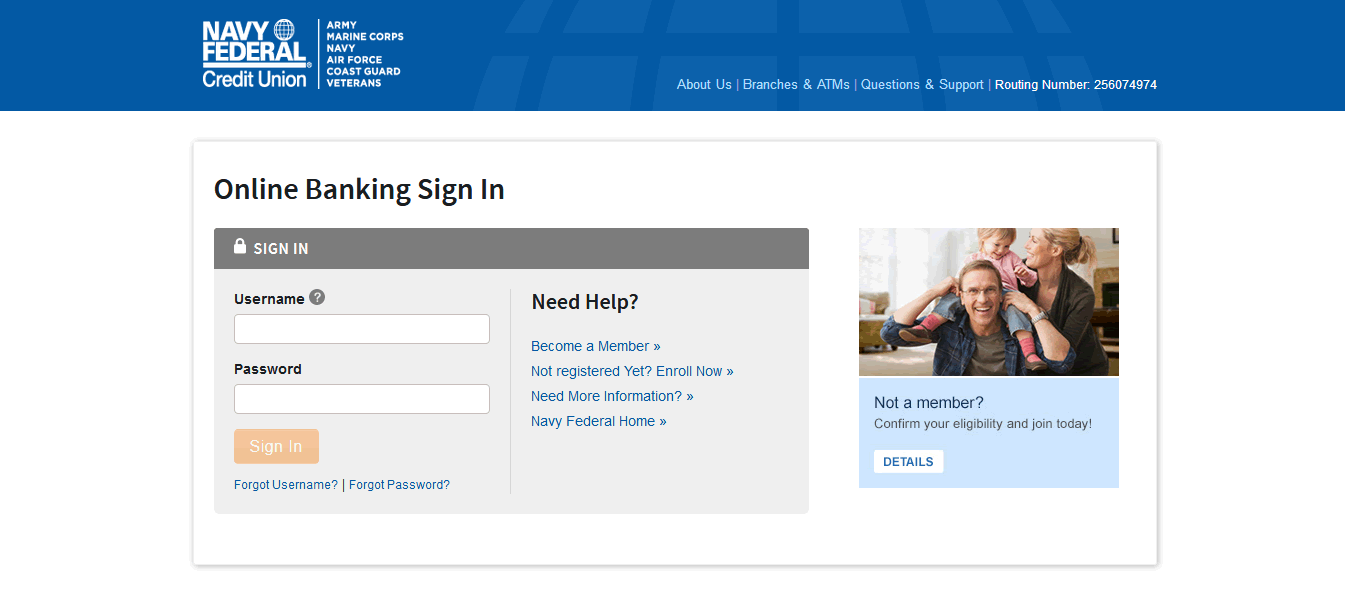 NAVY
FEDERAL®
Credit Union
ARMY
MARINE CORPS
NAVY
AIR FORCE
COAST GUARD
VETERANS
About Us | Branches & ATMs | Questions & Support | Routing Number: 256074974
Online Banking Sign In
SIGN IN
Username ?
Password
Sign In
Forgot Username? | Forgot Password?
Need Help?
Become a Member »
Not registered Yet? Enroll Now »
Need More Information? »
Navy Federal Home »
Not a member?
Confirm your eligibility and join today!
DETAILS